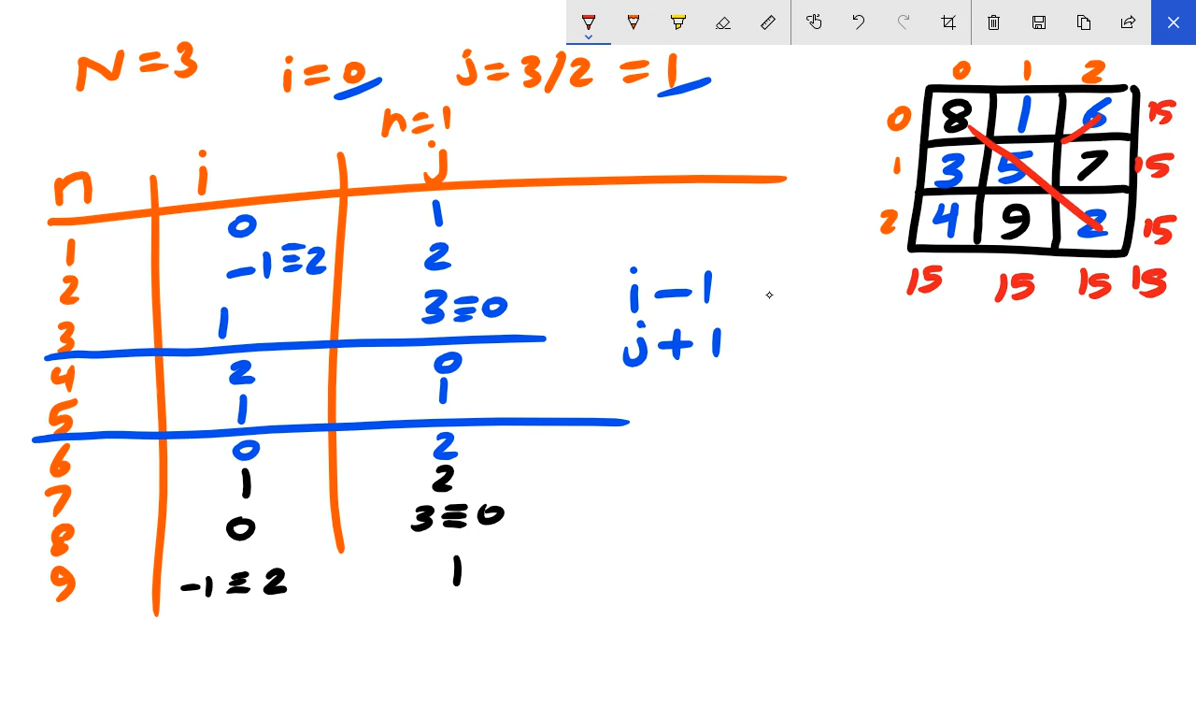 N = 3 i = 0 j = 3/2 = 1
n = 1
n i j
1 0 1
2 -1 ≡ 2 2
3 1 3 ≡ 0
4 2 0
5 1 1
6 0 2
7 1 2
8 0 3 ≡ 0
9 -1 ≡ 2 1
i - 1
j + 1
0 1 2
0 8 1 6 15
1 3 5 7 15
2 4 9 2 15
15 15 15 15